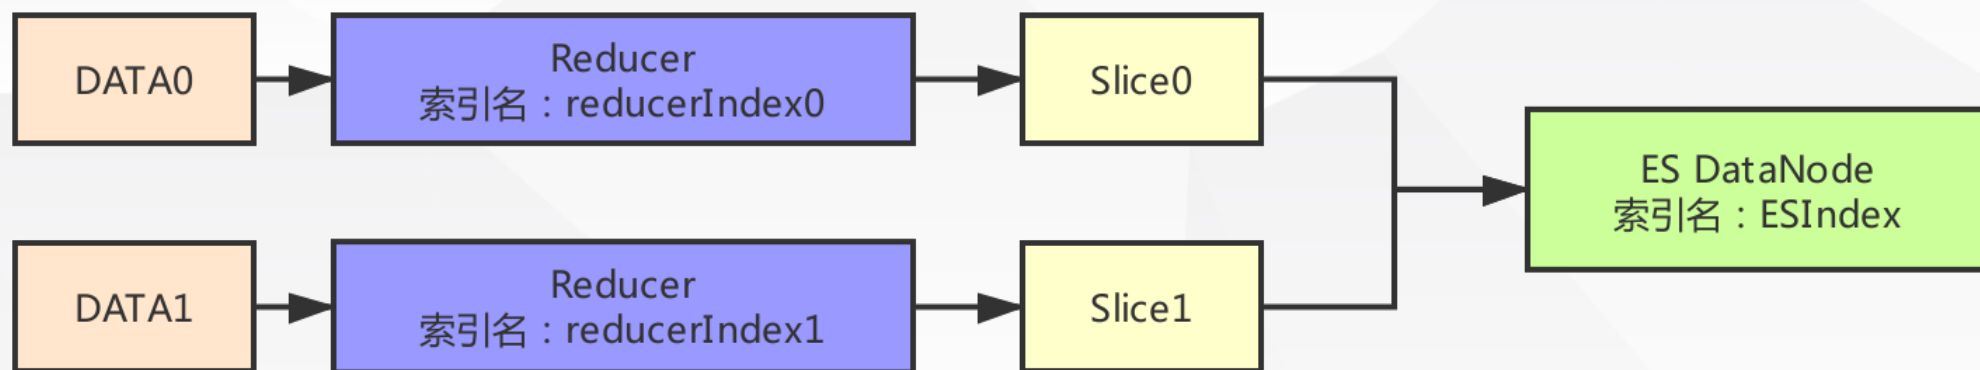 DATA0
Reducer
索引名：reducerIndex0
Slice0
ES DataNode
索引名：ESIndex
DATA1
Reducer
索引名：reducerIndex1
Slice1